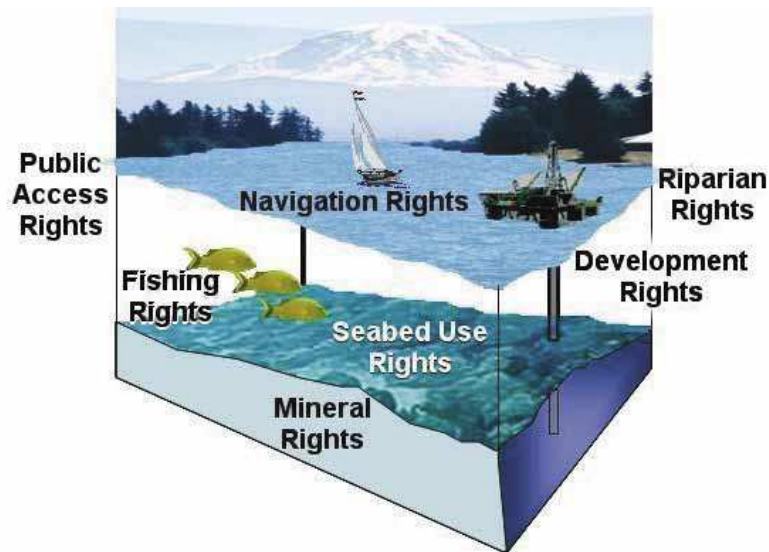 Public
Access
Rights
Navigation Rights
Riparian
Rights
Fishing
Rights
Development
Rights
Seabed Use
Rights
Mineral
Rights